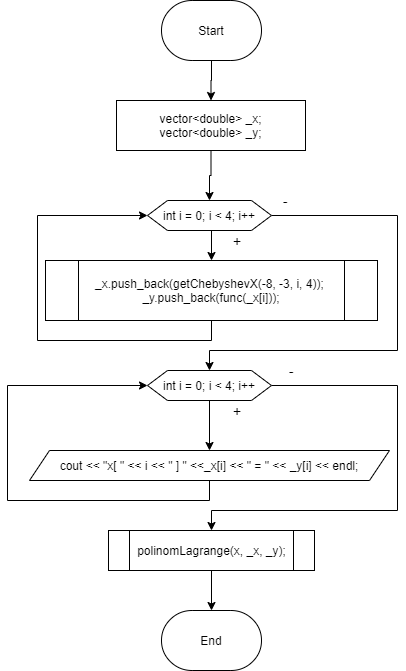 Start
vector<double> _x;
vector<double> _y;
int i = 0; i < 4; i++
-
+
_x.push_back(getChebyshevX(-8, -3, i, 4));
_y.push_back(func(_x[i]));
int i = 0; i < 4; i++
-
+
cout << "x[ " << i << " ] " <<_x[i] << " = " << _y[i] << endl;
polinomLagrange(x, _x, _y);
End